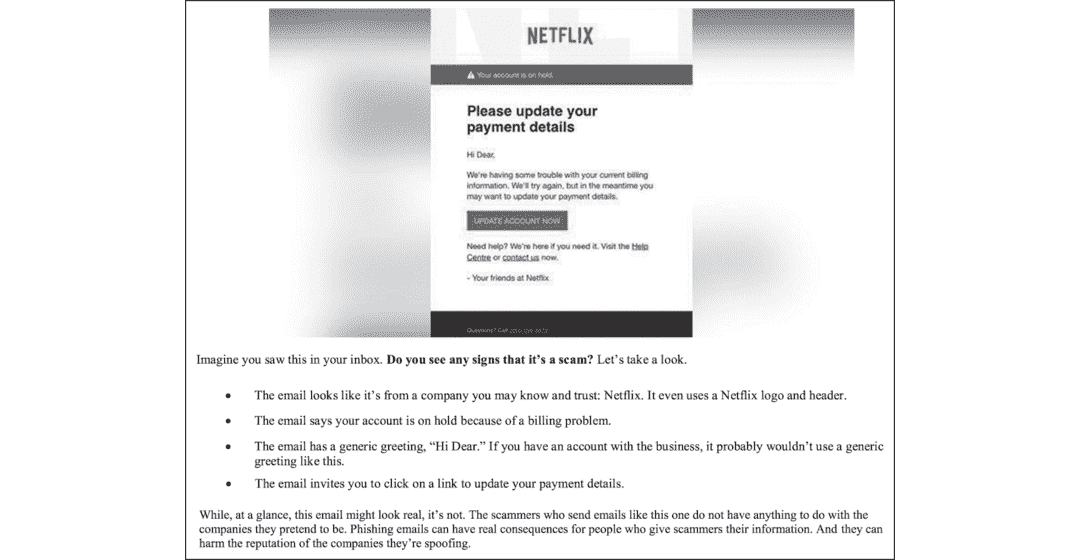 NETFLIX
Your account is on hold.
Please update your
payment details
Hi Dear,
We're having some trouble with your current billing
information. We'll try again, but in the meantime you
may want to update your payment details.
UPDATE ACCOUNT NOW
Need help? We're here if you need it. Visit the Help
Centre or contact us now.
- Your friends at Netflix
Questions? Call
Imagine you saw this in your inbox. Do you see any signs that it's a scam? Let's take a look.
• The email looks like it's from a company you may know and trust: Netflix. It even uses a Netflix logo and header.
• The email says your account is on hold because of a billing problem.
• The email has a generic greeting, “Hi Dear.” If you have an account with the business, it probably wouldn't use a generic
greeting like this.
• The email invites you to click on a link to update your payment details.
While, at a glance, this email might look real, it's not. The scammers who send emails like this one do not have anything to do with the
companies they pretend to be. Phishing emails can have real consequences for people who give scammers their information. And they can
harm the reputation of the companies they're spoofing.